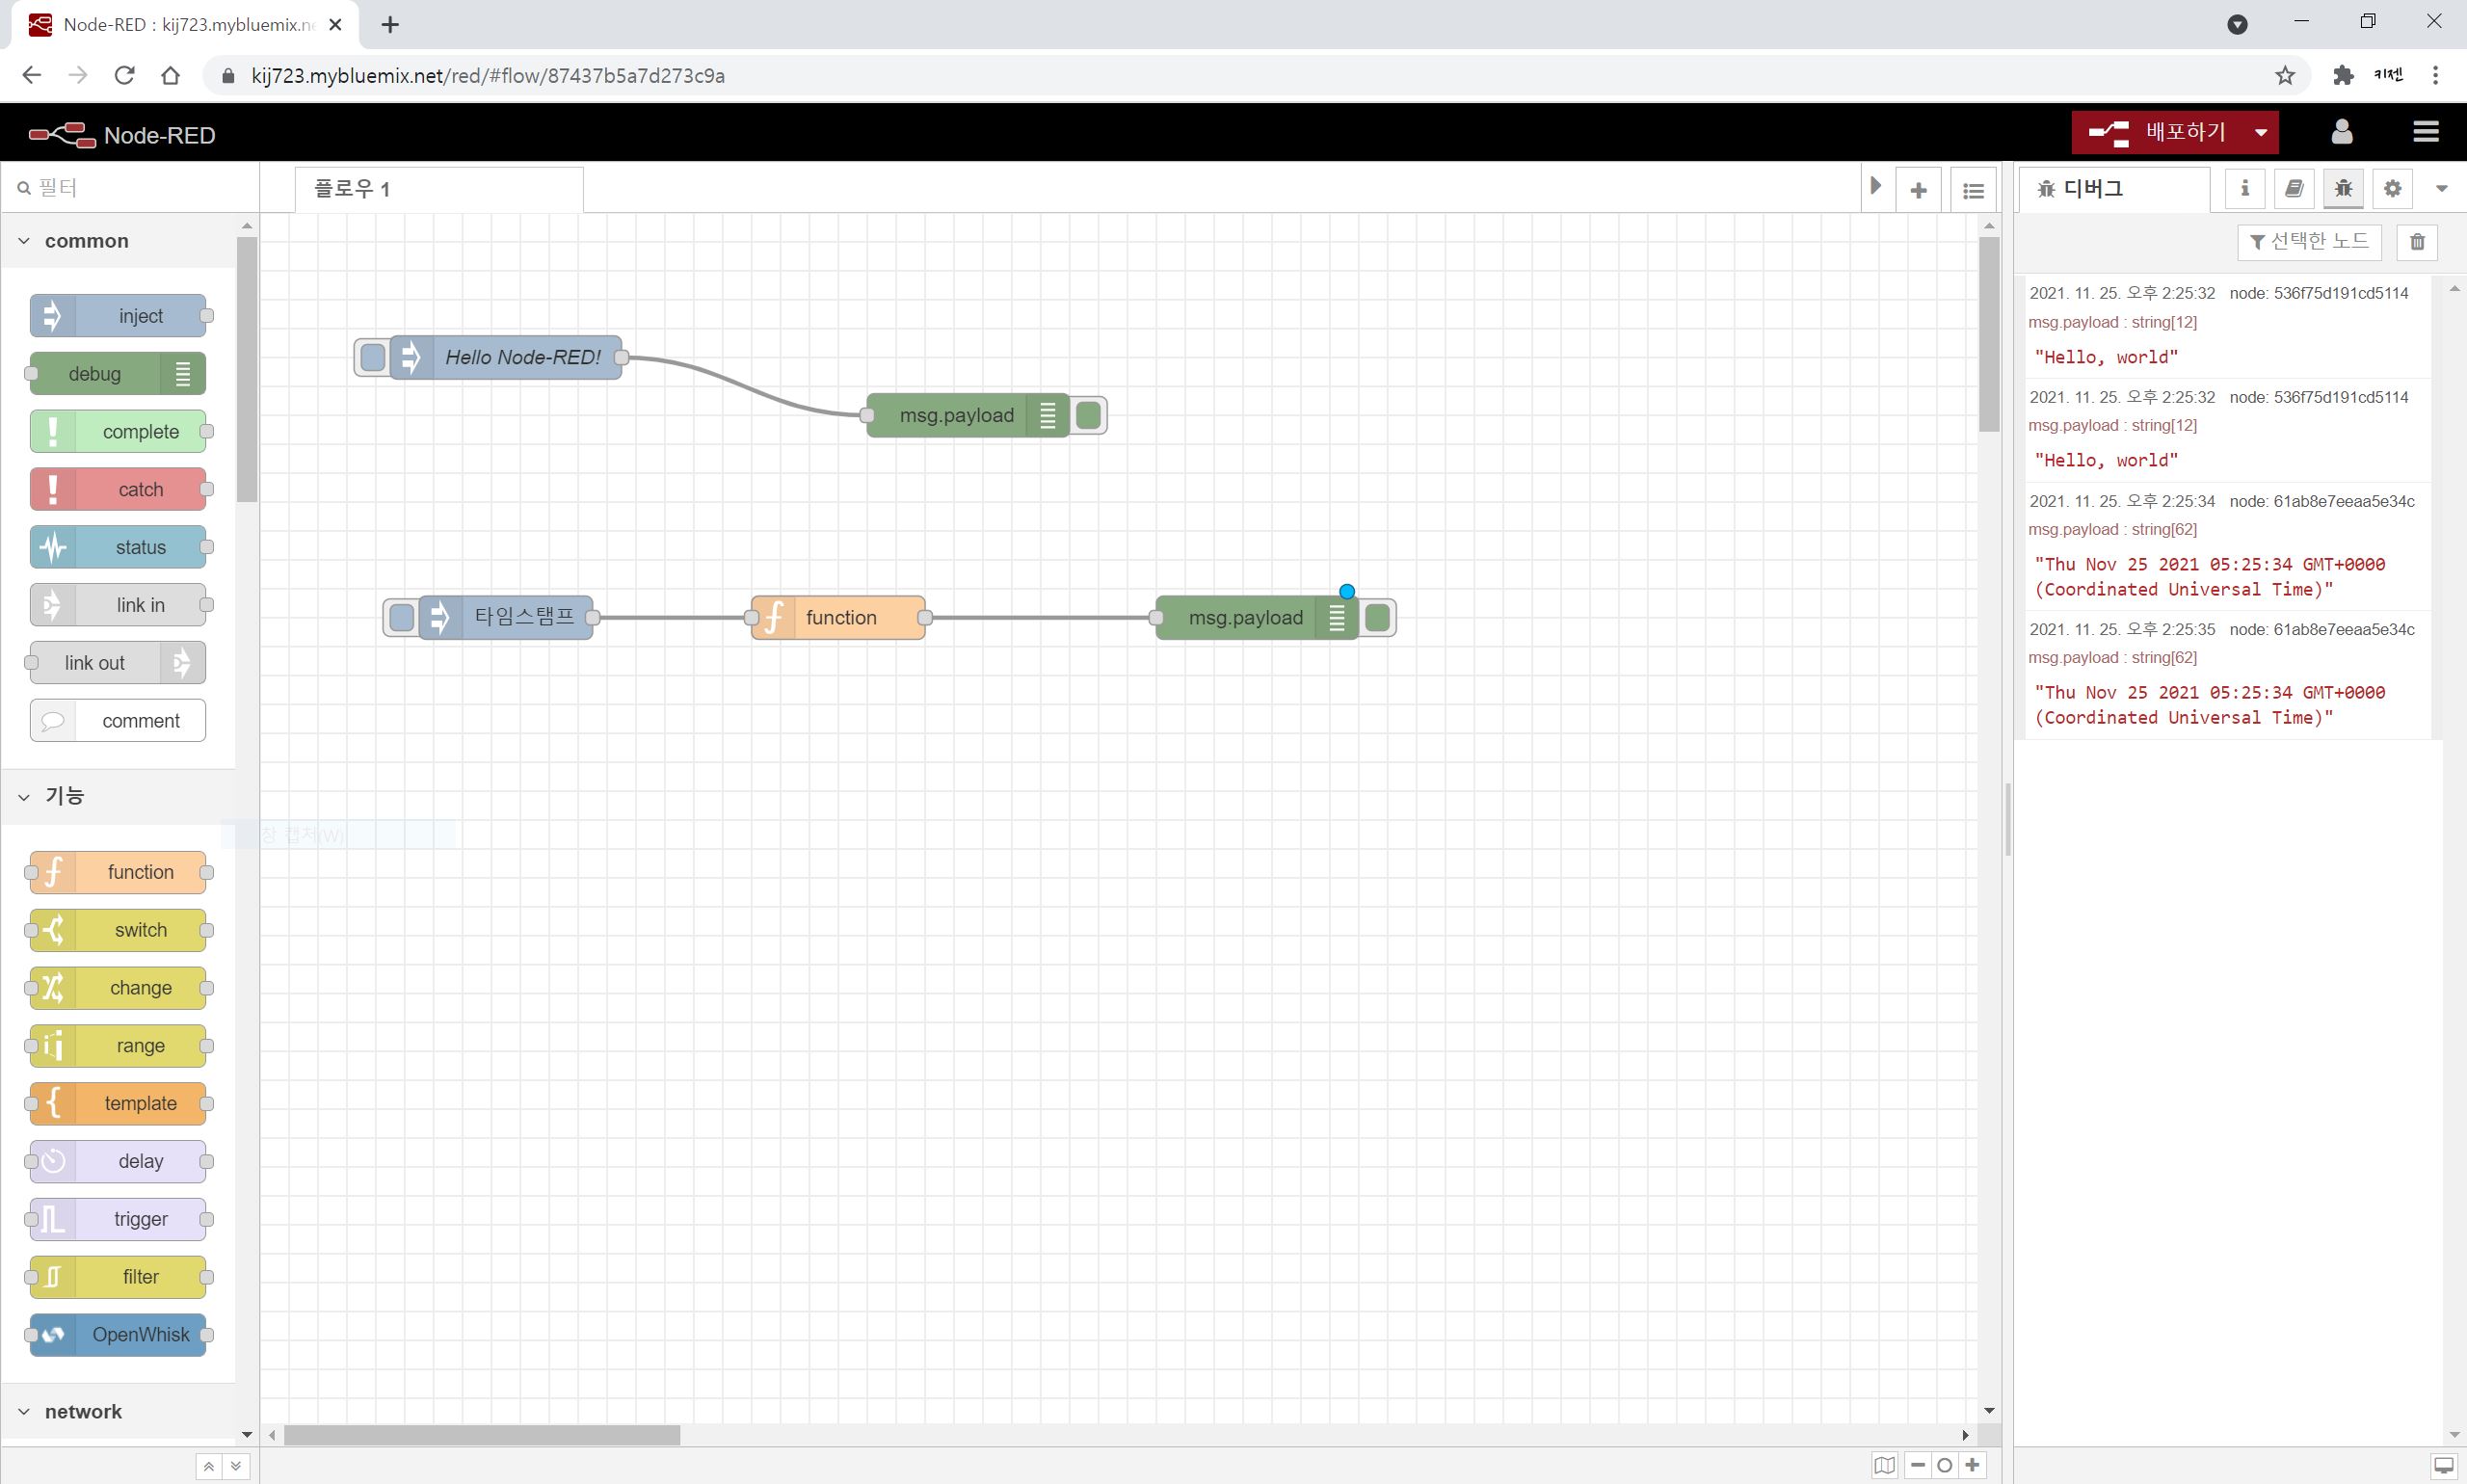 Node-RED : kij723.mybluemix.ne
kij723.mybluemix.net/red/#flow/87437b5a7d273c9a
키젠
Node-RED
배포하기
필터
플로우 1
디버그
선택한 노드
common
inject
debug
complete
catch
status
link in
link out
comment
기능
function
switch
change
range
template
delay
trigger
filter
OpenWhisk
network
창 캡처(W)
Hello Node-RED!
msg.payload
타임스탬프
function
msg.payload
2021. 11. 25. 오후 2:25:32 node: 536f75d191cd5114
msg.payload : string[12]
"Hello, world"
2021. 11. 25. 오후 2:25:32 node: 536f75d191cd5114
msg.payload : string[12]
"Hello, world"
2021. 11. 25. 오후 2:25:34 node: 61ab8e7eeaa5e34c
msg.payload : string[62]
"Thu Nov 25 2021 05:25:34 GMT+0000
(Coordinated Universal Time)"
2021. 11. 25. 오후 2:25:35 node: 61ab8e7eeaa5e34c
msg.payload : string[62]
"Thu Nov 25 2021 05:25:34 GMT+0000
(Coordinated Universal Time)"